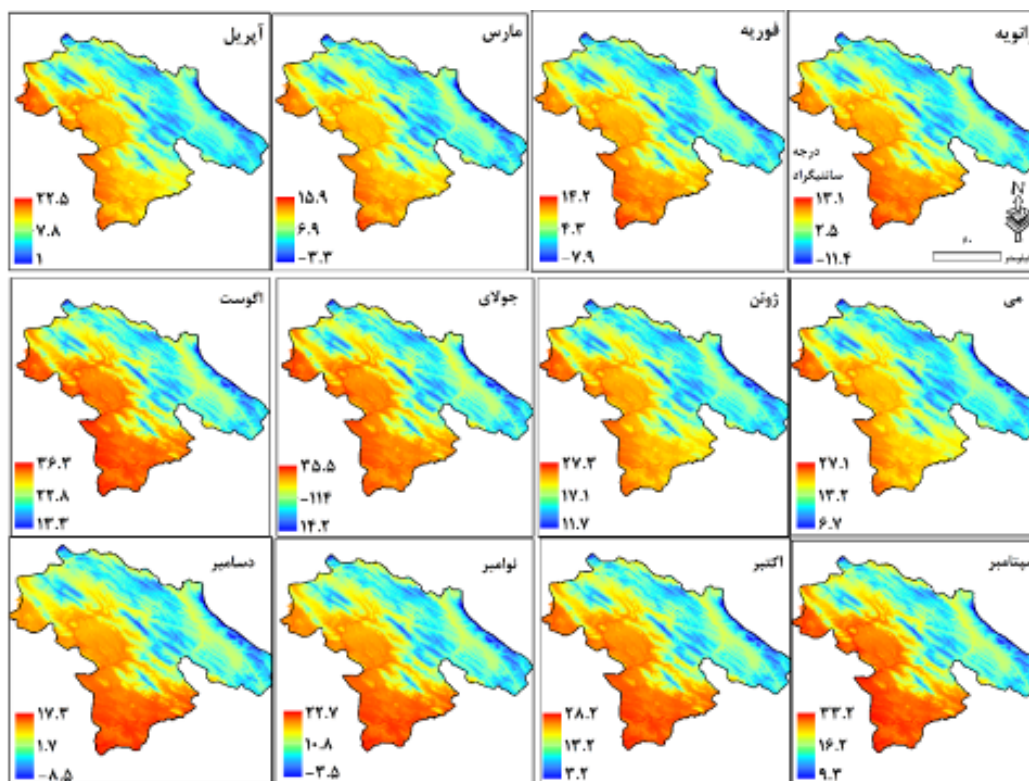 ژانویه
درجه
سانتیگراد
N
۱۳.۱
۲.۵
-۱۱.۴
کیلومتر
فوریه
۱۴.۲
۴.۳
-۷.۹
مارس
۱۵.۹
۶.۹
-۳.۳
آپریل
۲۲.۵
۷.۸
۱
می
۲۷.۱
۱۳.۲
۶.۷
ژوئن
۲۷.۳
۱۷.۱
۱۱.۷
جولای
۳۵.۵
-۱۱۴
۱۴.۲
اگوست
۳۶.۳
۲۲.۸
۱۳.۳
سپتامبر
۳۳.۲
۱۶.۲
۹.۳
اکتبر
۲۸.۲
۱۳.۲
۳.۲
نوامبر
۲۲.۷
۱۰.۸
-۳.۵
دسامبر
۱۷.۳
۱.۷
-۸.۵